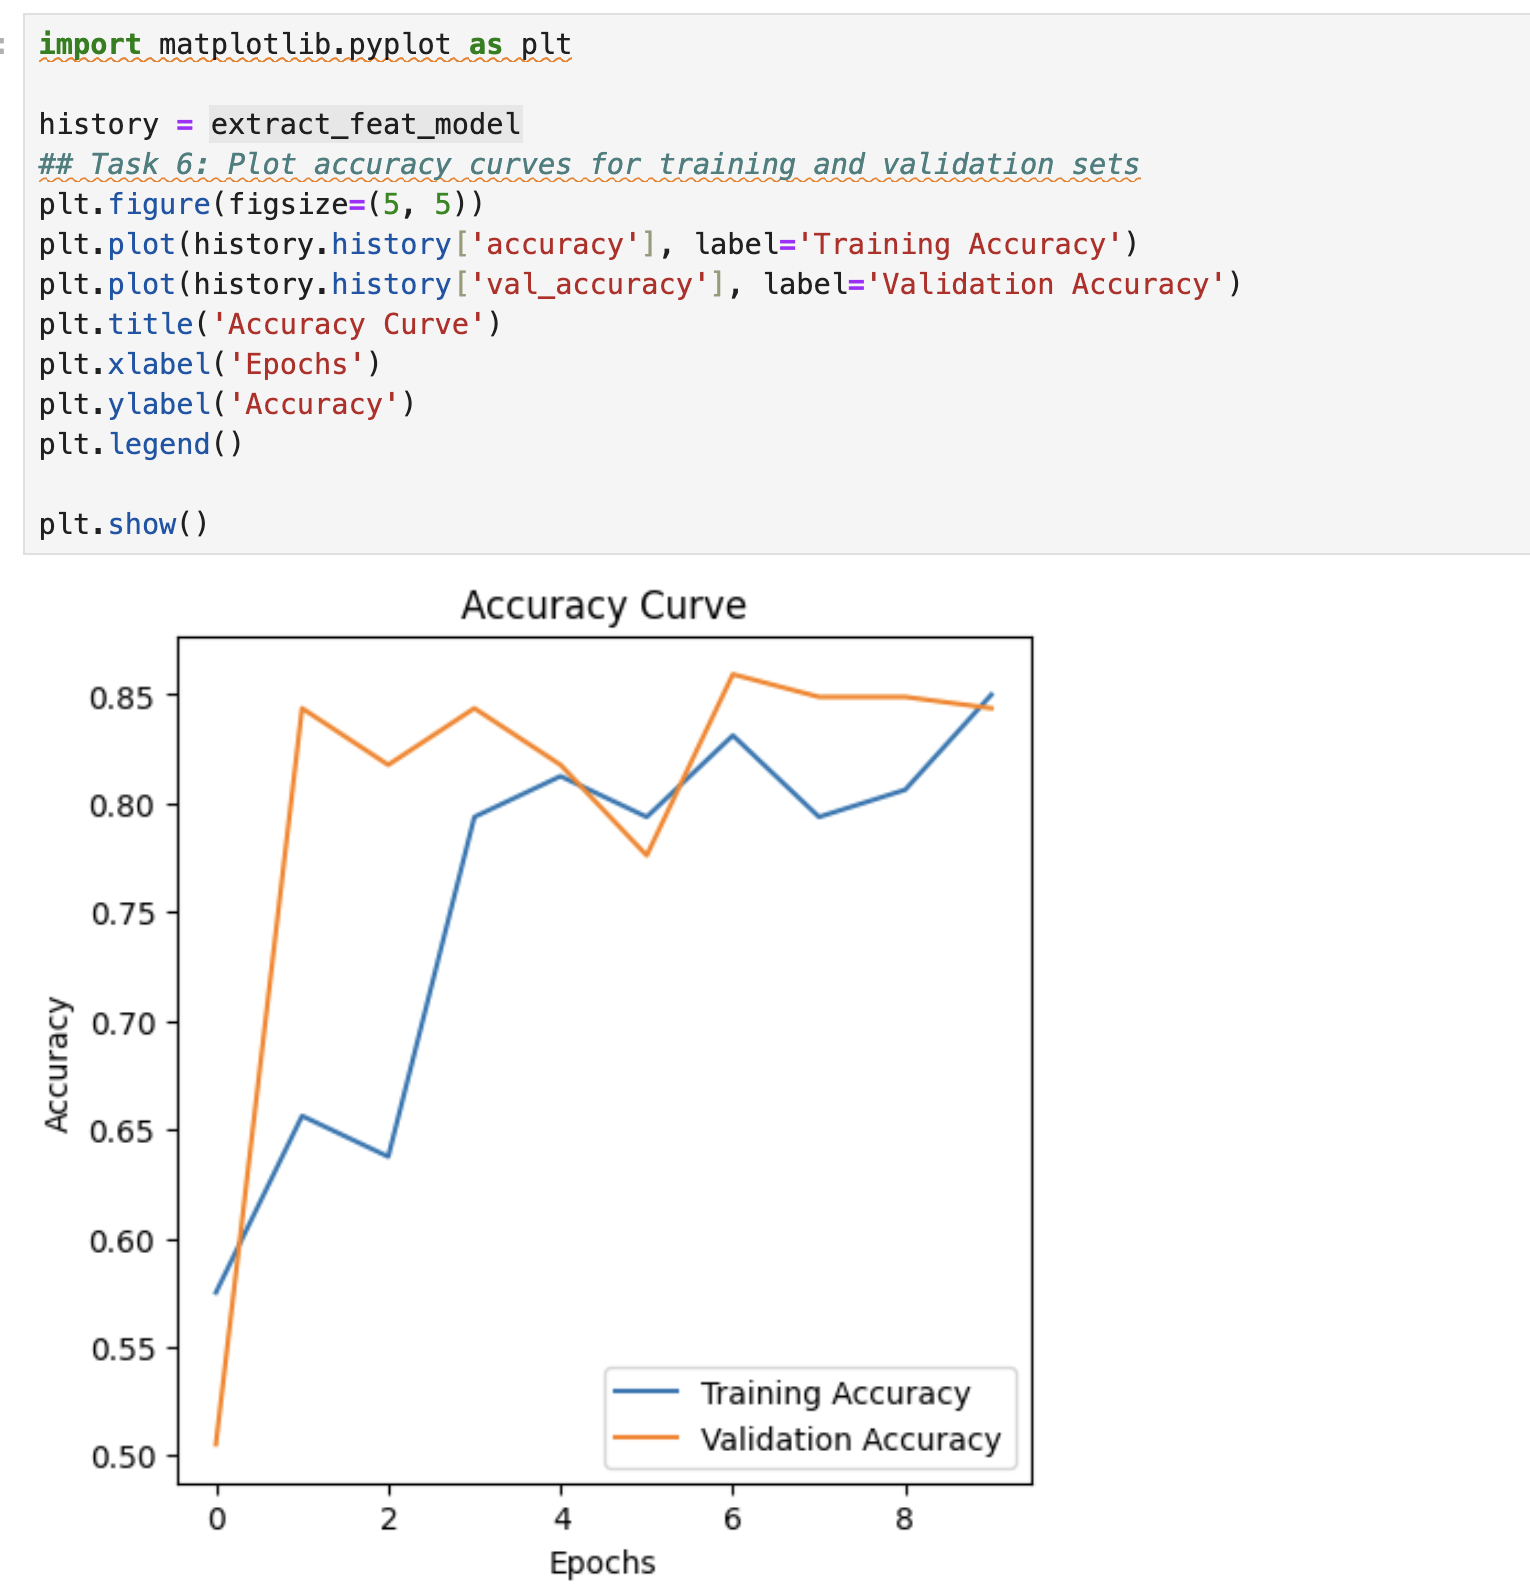 :
import matplotlib.pyplot as plt
history = extract_feat_model
## Task 6: Plot accuracy curves for training and validation sets
plt.figure(figsize=(5, 5))
plt.plot(history.history['accuracy'], label='Training Accuracy')
plt.plot(history.history['val_accuracy'], label='Validation Accuracy')
plt.title('Accuracy Curve')
plt.xlabel('Epochs')
plt.ylabel('Accuracy')
plt.legend()
plt.show()
Accuracy Curve
0.85
0.80
0.75
0.70
0.65
0.60
0.55
0.50
Accuracy
Training Accuracy
Validation Accuracy
0 2 4 6 8
Epochs